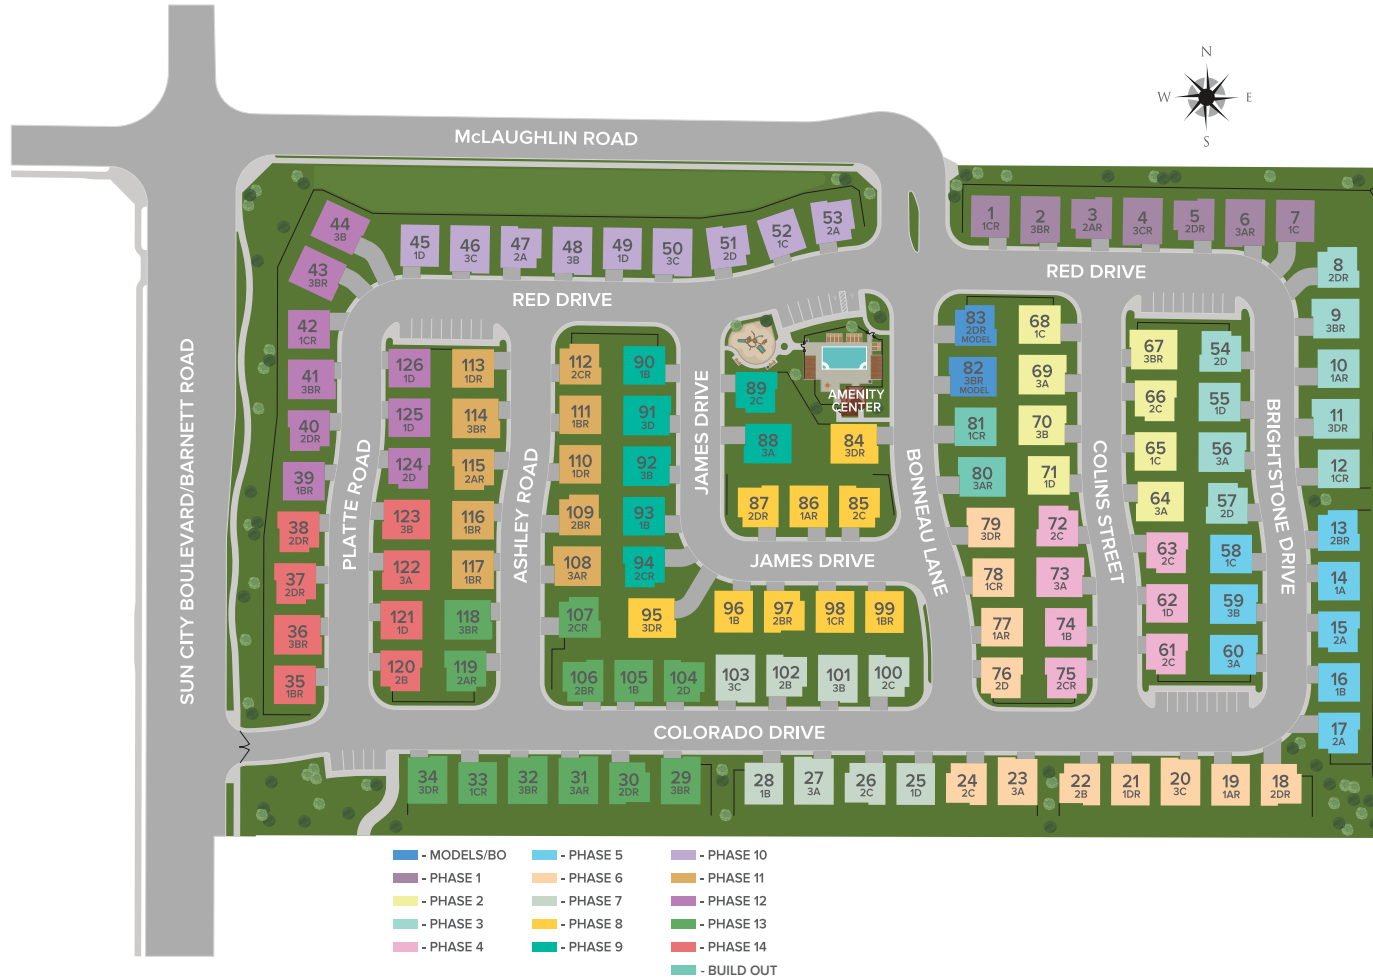 N
W
E
S
McLAUGHLIN ROAD
SUN CITY BOULEVARD/BARNETT ROAD
RED DRIVE
RED DRIVE
PLATTE ROAD
ASHLEY ROAD
JAMES DRIVE
JAMES DRIVE
BONNEAU LANE
COLINS STREET
BRIGHTSTONE DRIVE
COLORADO DRIVE
AMENITY
CENTER
1
1CR
2
3BR
3
2AR
4
3CR
5
2DR
6
3AR
7
1C
8
2DR
9
3BR
10
1AR
11
3DR
12
1CR
13
2BR
14
1A
15
2A
16
1B
17
2A
18
2DR
19
1AR
20
3C
21
1DR
22
2B
23
3A
24
2C
25
1D
26
2C
27
3A
28
1B
29
3BR
30
2DR
31
3AR
32
3BR
33
1CR
34
3DR
35
1BR
36
3BR
37
2DR
38
2DR
39
1BR
40
2DR
41
3BR
42
1CR
43
3BR
44
3B
45
1D
46
3C
47
2A
48
3B
49
1D
50
3C
51
2D
52
1C
53
2A
54
2D
55
1D
56
3A
57
2D
58
1C
59
3B
60
3A
61
2C
62
1D
63
2C
64
3A
65
1C
66
2C
67
3BR
68
1C
69
3A
70
3B
71
1D
72
2C
73
3A
74
1B
75
2CR
76
2D
77
1AR
78
1CR
79
3DR
80
3AR
81
1CR
82
3BR
MODEL
83
2DR
MODEL
84
3DR
85
2C
86
1AR
87
2DR
88
3A
89
2C
90
1B
91
3D
92
3B
93
1B
94
2CR
95
3DR
96
1B
97
2BR
98
1CR
99
1BR
100
2C
101
3B
102
2B
103
3C
104
2D
105
1B
106
2BR
107
2CR
108
3AR
109
2BR
110
1DR
111
1BR
112
2CR
113
1DR
114
3BR
115
2AR
116
1BR
117
1BR
118
3BR
119
2AR
120
2B
121
1D
122
3A
123
3B
124
2D
125
1D
126
1D
- MODELS/BO
- PHASE 1
- PHASE 2
- PHASE 3
- PHASE 4
- PHASE 5
- PHASE 6
- PHASE 7
- PHASE 8
- PHASE 9
- PHASE 10
- PHASE 11
- PHASE 12
- PHASE 13
- PHASE 14
- BUILD OUT